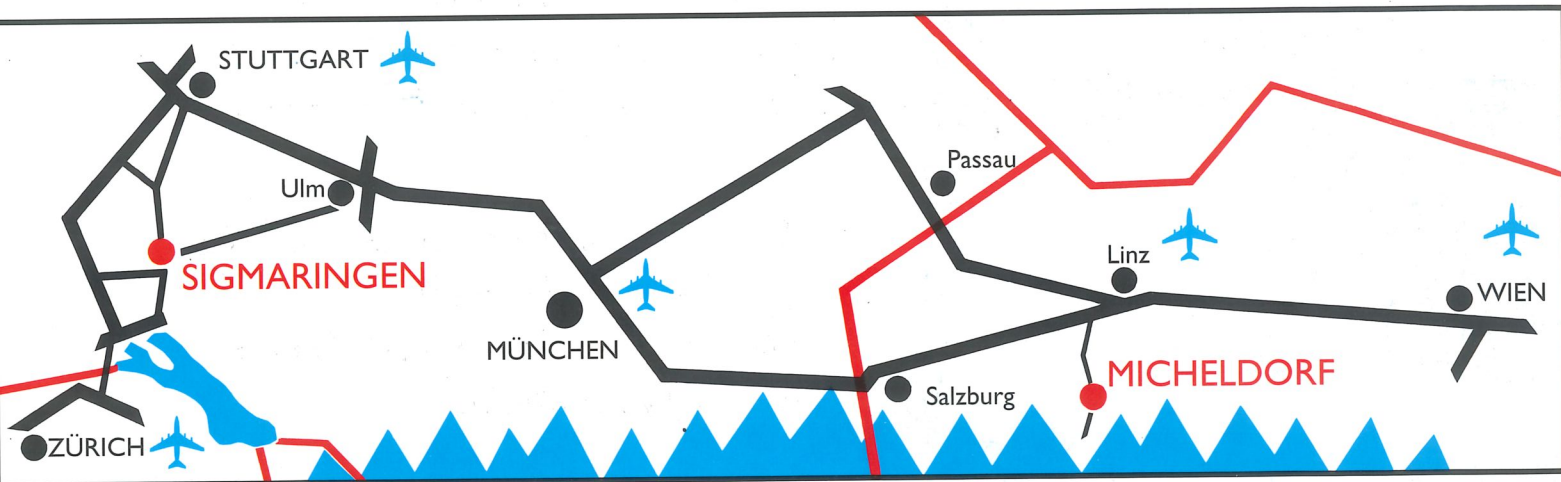 STUTTGART
Passau
Ulm
Linz
SIGMARINGEN
WIEN
MÜNCHEN
MICHELDORF
Salzburg
ZÜRICH